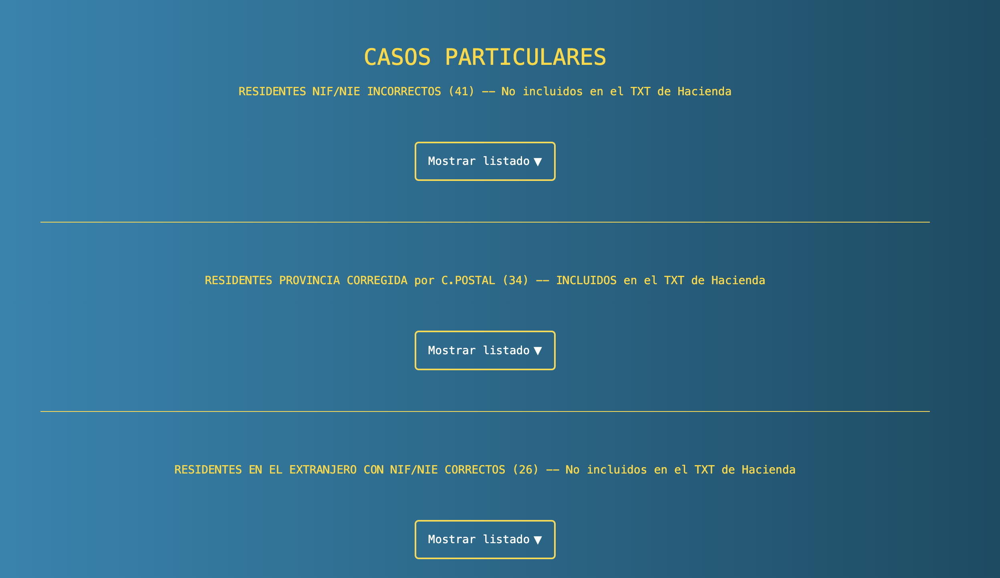 CASOS PARTICULARES
RESIDENTES NIF/NIE INCORRECTOS (41) –– No incluidos en el TXT de Hacienda
Mostrar listado ▼
RESIDENTES PROVINCIA CORREGIDA por C.POSTAL (34) –– INCLUIDOS en el TXT de Hacienda
Mostrar listado ▼
RESIDENTES EN EL EXTRANJERO CON NIF/NIE CORRECTOS (26) –– No incluidos en el TXT de Hacienda
Mostrar listado ▼